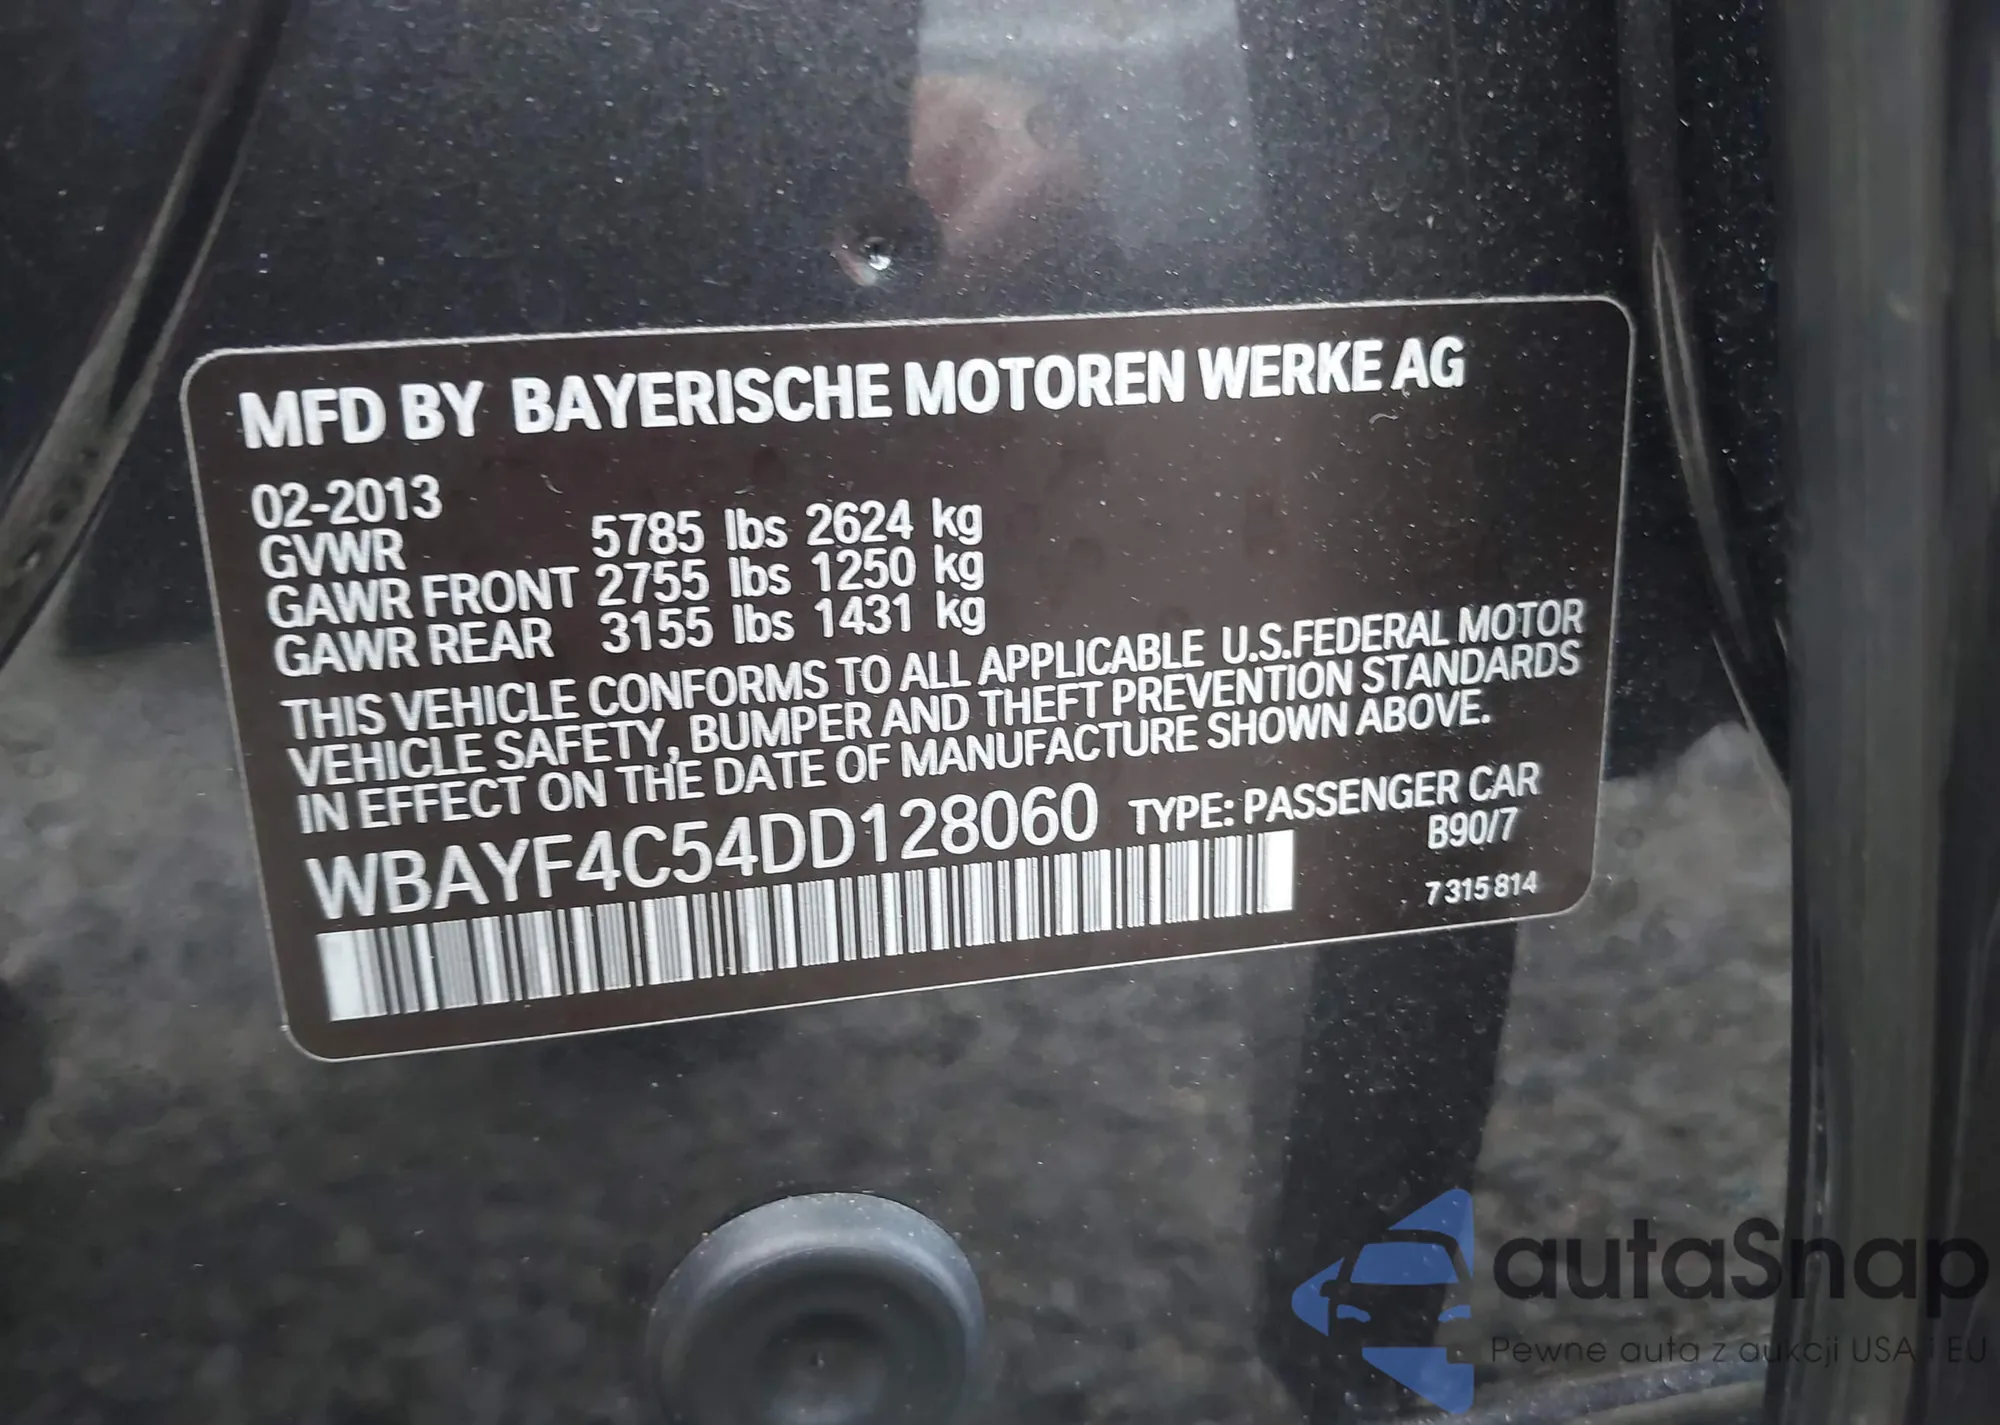 MFD BY BAYERISCHE MOTOREN WERKE AG
02-2013
GVWR 5785 lbs 2624 kg
GAWR FRONT 2755 lbs 1250 kg
GAWR REAR 3155 lbs 1431 kg
THIS VEHICLE CONFORMS TO ALL APPLICABLE U.S.FEDERAL MOTOR
VEHICLE SAFETY, BUMPER AND THEFT PREVENTION STANDARDS
IN EFFECT ON THE DATE OF MANUFACTURE SHOWN ABOVE.
WBAYF4C54DD128060 TYPE: PASSENGER CAR
B90/7
7 315 814
autaSnap
Pewne auta z aukcji USA i EU